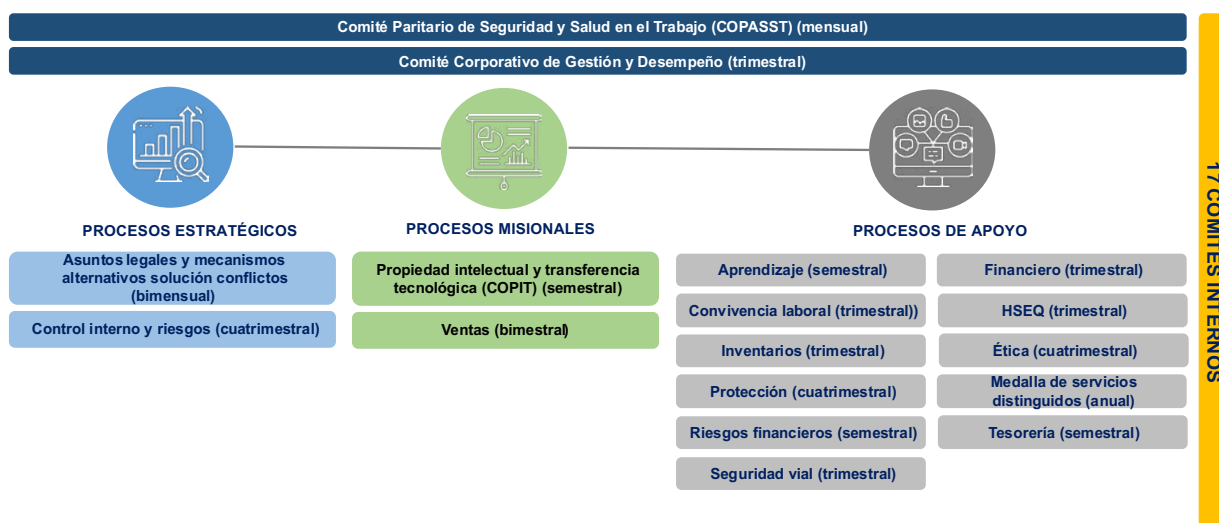 Comité Paritario de Seguridad y Salud en el Trabajo (COPASST) (mensual)
Comité Corporativo de Gestión y Desempeño (trimestral)
PROCESOS ESTRATÉGICOS
Asuntos legales y mecanismos
alternativos solución conflictos
(bimensual)
Control interno y riesgos (cuatrimestral)
PROCESOS MISIONALES
Propiedad intelectual y transferencia
tecnológica (COPIT) (semestral)
Ventas (bimestral)
PROCESOS DE APOYO
Aprendizaje (semestral)
Convivencia laboral (trimestral))
Inventarios (trimestral)
Protección (cuatrimestral)
Riesgos financieros (semestral)
Seguridad vial (trimestral)
Financiero (trimestral)
HSEQ (trimestral)
Ética (cuatrimestral)
Medalla de servicios
distinguidos (anual)
Tesorería (semestral)
17 COMITÉS INTERNOS